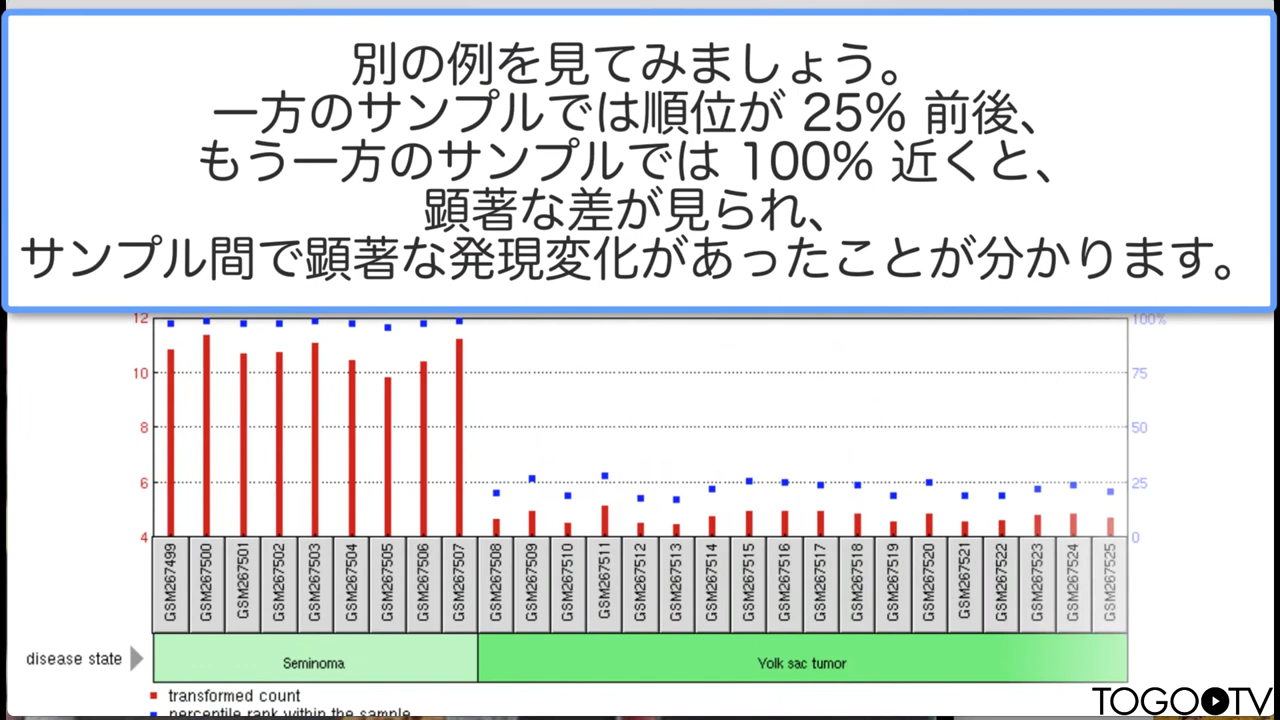 別の例を見てみましょう。
一方のサンプルでは順位が 25% 前後、
もう一方のサンプルでは 100% 近くと、
顕著な差が見られ、
サンプル間で顕著な発現変化があったことが分かります。
12 100%
10 75
8 50
6 25
4 0
GSM267499
GSM267500
GSM267501
GSM267502
GSM267503
GSM267504
GSM267505
GSM267506
GSM267507
GSM267508
GSM267509
GSM267510
GSM267511
GSM267512
GSM267513
GSM267514
GSM267515
GSM267516
GSM267517
GSM267518
GSM267519
GSM267520
GSM267521
GSM267522
GSM267523
GSM267524
GSM267525
disease state Seminoma Yolk sac tumor
transformed count
percentile rank within the sample
TOGOTV